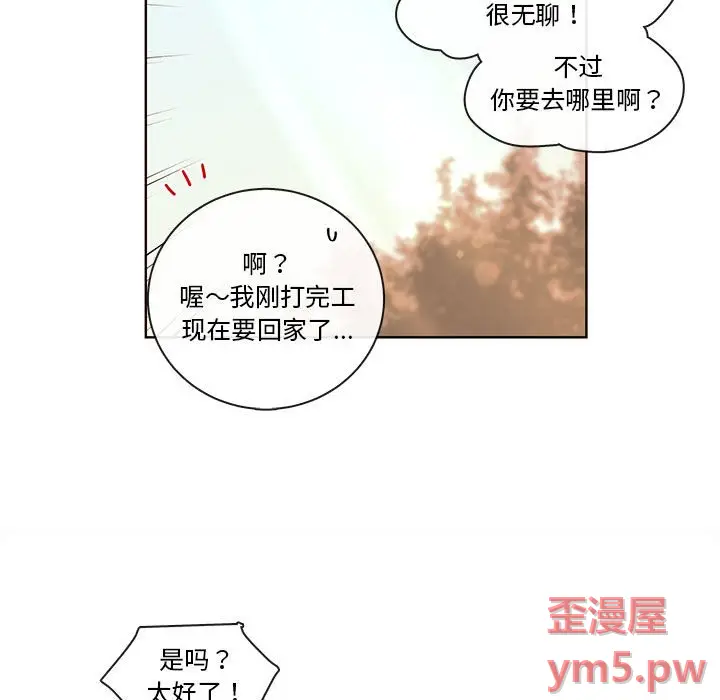 很无聊！
不过
你要去哪里啊？
啊？
喔～我刚打完工
现在要回家了...
是吗？
太好了！
歪漫屋
ym5.pw